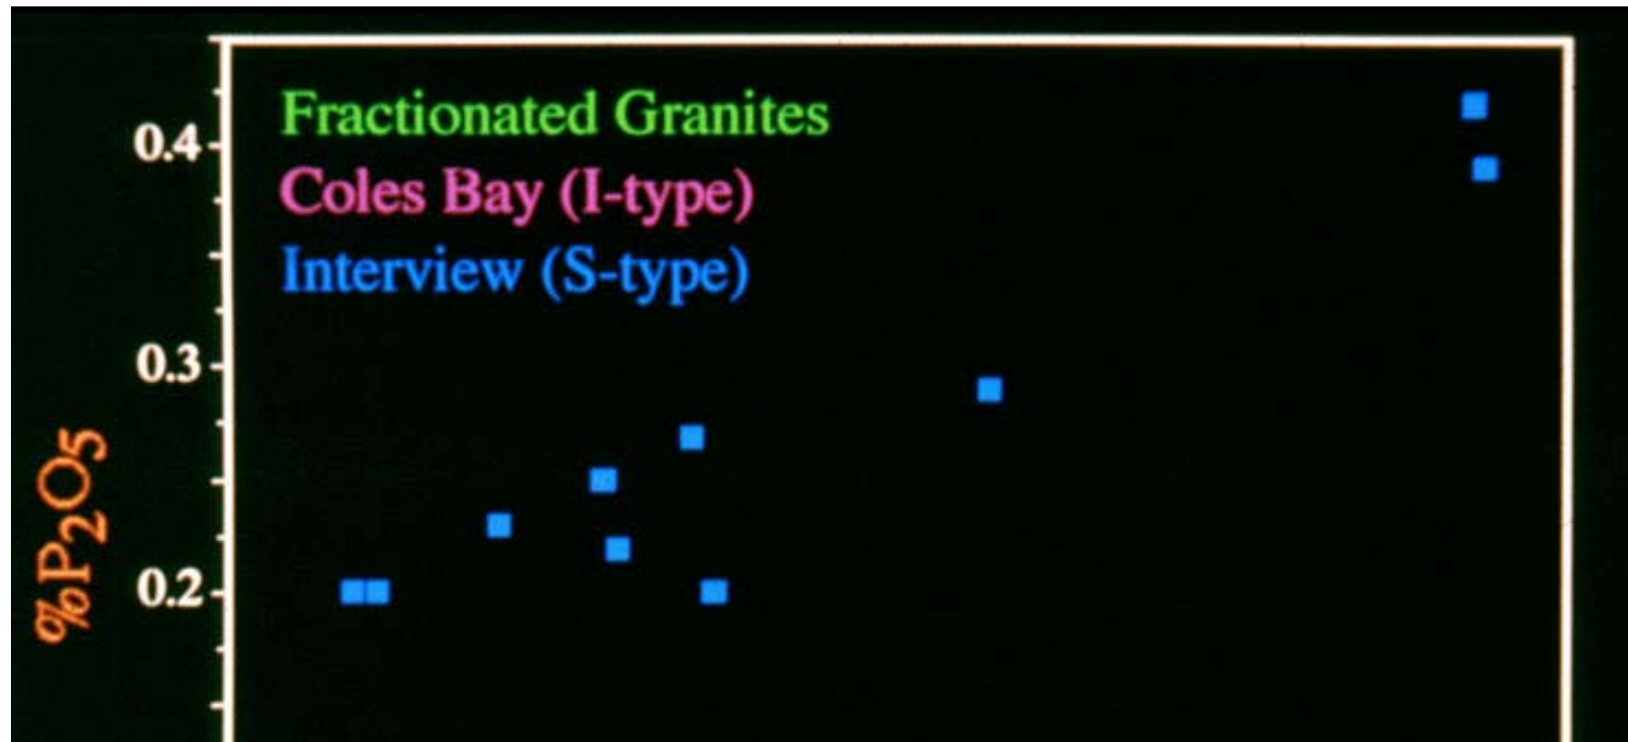 Fractionated Granites
0.4
Coles Bay (I-type)
Interview (S-type)
0.3
%P₂O₅
0.2